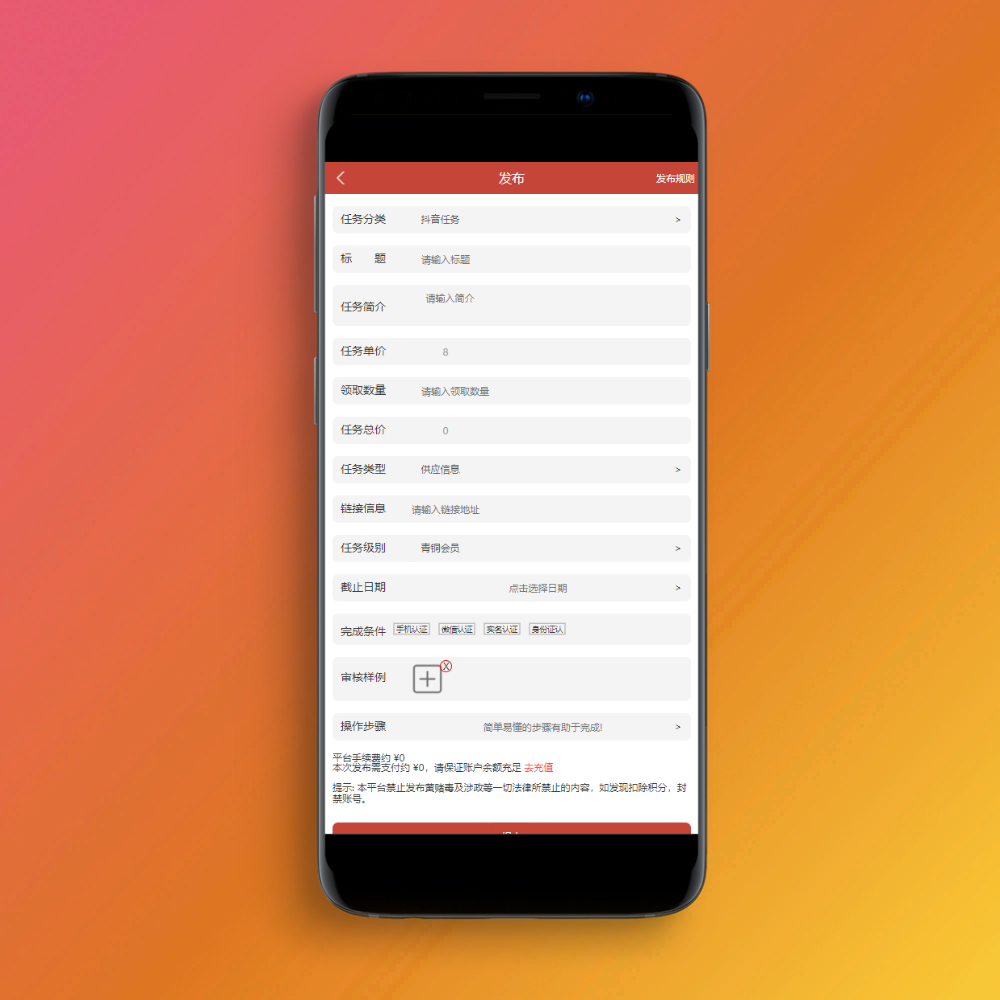 发布 发布规则
任务分类 抖音任务 >
标 题 请输入标题
任务简介 请输入简介
任务单价 8
领取数量 请输入领取数量
任务总价 0
任务类型 供应信息 >
链接信息 请输入链接地址
任务级别 青铜会员 >
截止日期 点击选择日期 >
完成条件 手机认证 微信认证 实名认证 身份证认
审核样例 X
操作步骤 简单易懂的步骤有助于完成! >
平台手续费约 ¥0
本次发布需支付约 ¥0，请保证账户余额充足 去充值
提示: 本平台禁止发布黄赌毒及涉政等一切法律所禁止的内容，如发现扣除积分，封
禁账号。